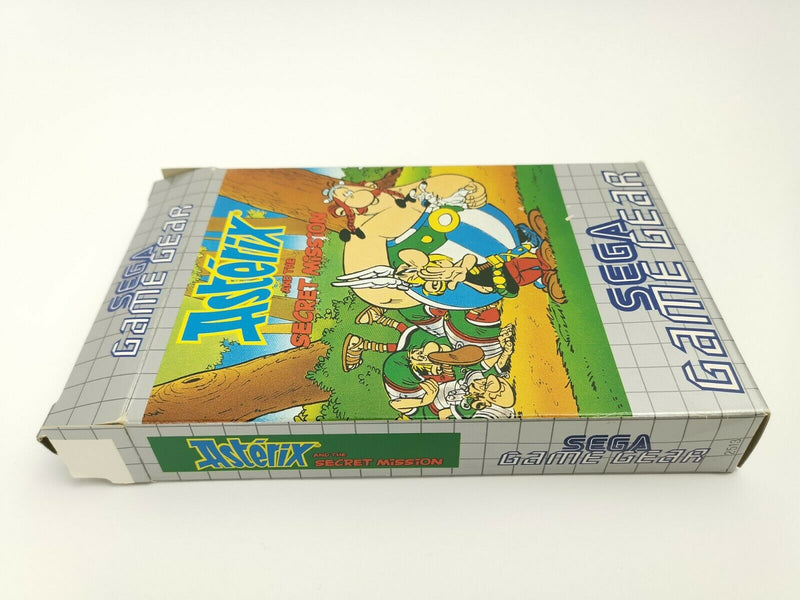 SEGA
GAME GEAR
Astérix
AND THE
SECRET MISSION
SEGA
GAME GEAR
Astérix
AND THE
SECRET MISSION
SEGA
GAME GEAR
2513